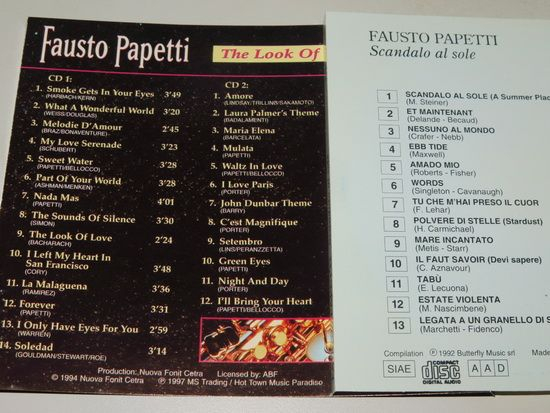 Fausto Papetti
The Look Of
CD 1:
1. Smoke Gets In Your Eyes 3'49
(HARBACH/KERN)
2. What A Wonderful World 3'20
(WEISS/DOUGLAS)
3. Melodie D'Amour 2'45
(BRAZ/BONAVENTURE)
4. My Love Serenade 3'23
(SCHUBERT)
5. Sweet Water 3'28
(PAPETTI/BELLOCCO)
6. Part Of Your World 3'28
(ASHMAN/MENKEN)
7. Nada Mas 4'01
(PAPETTI)
8. The Sounds Of Silence 3'30
(SIMON)
9. The Look Of Love 2'24
(BACHARACH)
10. I Left My Heart In
San Francisco 3'48
(CORY)
11. La Malaguena 3'36
(RAMIREZ)
12. Forever 3'31
(PAPETTI)
13. I Only Have Eyes For You 2'59
(WARREN)
14. Soledad 3'14
(GOULDMAN/STEWART/ROE)
CD 2:
1. Amore
(LINDSAY/TRILLING/SAKAMOTO)
2. Laura Palmer's Theme
(BADALAMENTI)
3. Maria Elena
(BARCELATA)
4. Mulata
(PAPETTI)
5. Waltz In Love
(PAPETTI/BELLOCCO)
6. I Love Paris
(PORTER)
7. John Dunbar Theme
(BARRY)
8. C'est Magnifique
(PORTER)
9. Setembro
(LINS/PERANZZETTA)
10. Green Eyes
(PAPETTI)
11. Night And Day
(PORTER)
12. I'll Bring Your Heart
(PAPETTI/BELLOCCO)
Production: Nuova Fonit Cetra Licensed by: ABF
© 1994 Nuova Fonit Cetra ℗ 1997 MS Trading / Hot Town Music Paradiso
FAUSTO PAPETTI
Scandalo al sole
1 SCANDALO AL SOLE (A Summer Plac
(M. Steiner)
2 ET MAINTENANT
(Delande - Becaud)
3 NESSUNO AL MONDO
(Crafer - Nebb)
4 EBB TIDE
(Maxwell)
5 AMADO MIO
(Roberts - Fisher)
6 WORDS
(Singleton - Cavanaugh)
7 TU CHE M'HAI PRESO IL CUOR
(F. Lehar)
8 POLVERE DI STELLE (Stardust)
(H. Carmichael)
9 MARE INCANTATO
(Metis - Starr)
10 IL FAUT SAVOIR (Devi sapere)
(C. Aznavour)
11 TABÙ
(E. Lecuona)
12 ESTATE VIOLENTA
(M. Nascimbene)
13 LEGATA A UN GRANELLO DI S
(Marchetti - Fidenco)
Compilation ℗ 1992 Butterfly Music srl
SIAE
COMPACT disc DIGITAL AUDIO
A A D